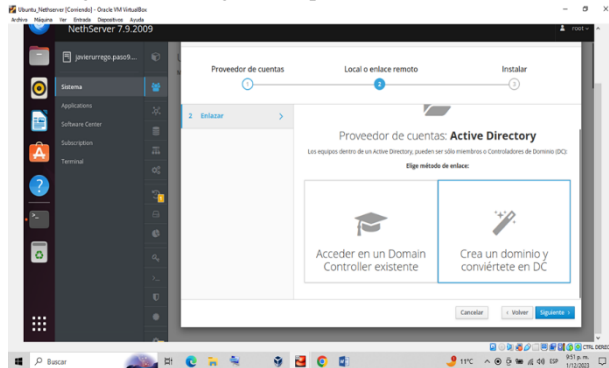 Ubuntu_Nethserver [Corriendo] - Oracle VM VirtualBox
Archivo Máquina Ver Entrada Dispositivos Ayuda
NethServer 7.9.2009
root
javierurrego.paso9...
Sistema
Applications
Software Center
Subscription
Terminal
Proveedor de cuentas
Local o enlace remoto
Instalar
1
2
3
2 Enlazar
Proveedor de cuentas: Active Directory
Los equipos dentro de un Active Directory, pueden ser sólo miembros o Controladores de Dominio (DC):
Elige método de enlace:
Acceder en un Domain
Controller existente
Crea un dominio y
conviértete en DC
Cancelar
< Volver
Siguiente >
Buscar
11°C
ESP
9:51 p. m.
1/12/2023